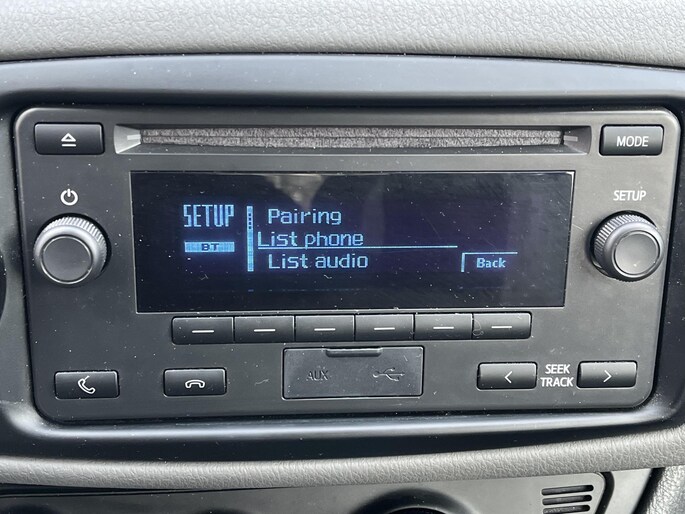 MODE
SETUP
SETUP
BT
Pairing
List phone
List audio
Back
AUX
SEEK
TRACK